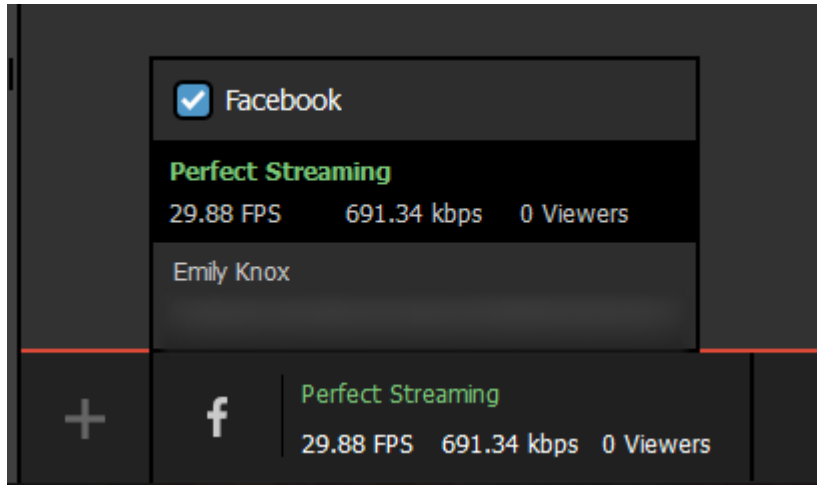 Facebook
Perfect Streaming
29.88 FPS 691.34 kbps 0 Viewers
Emily Knox
Perfect Streaming
29.88 FPS 691.34 kbps 0 Viewers